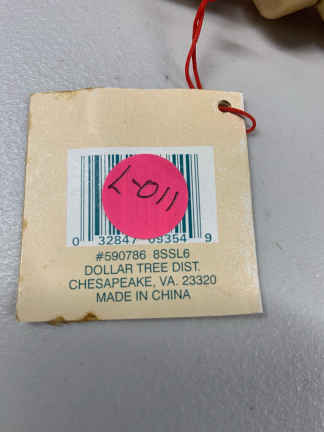 L-011
0 32847 09354 9
#590786 8SSL6
DOLLAR TREE DIST.
CHESAPEAKE, VA. 23320
MADE IN CHINA